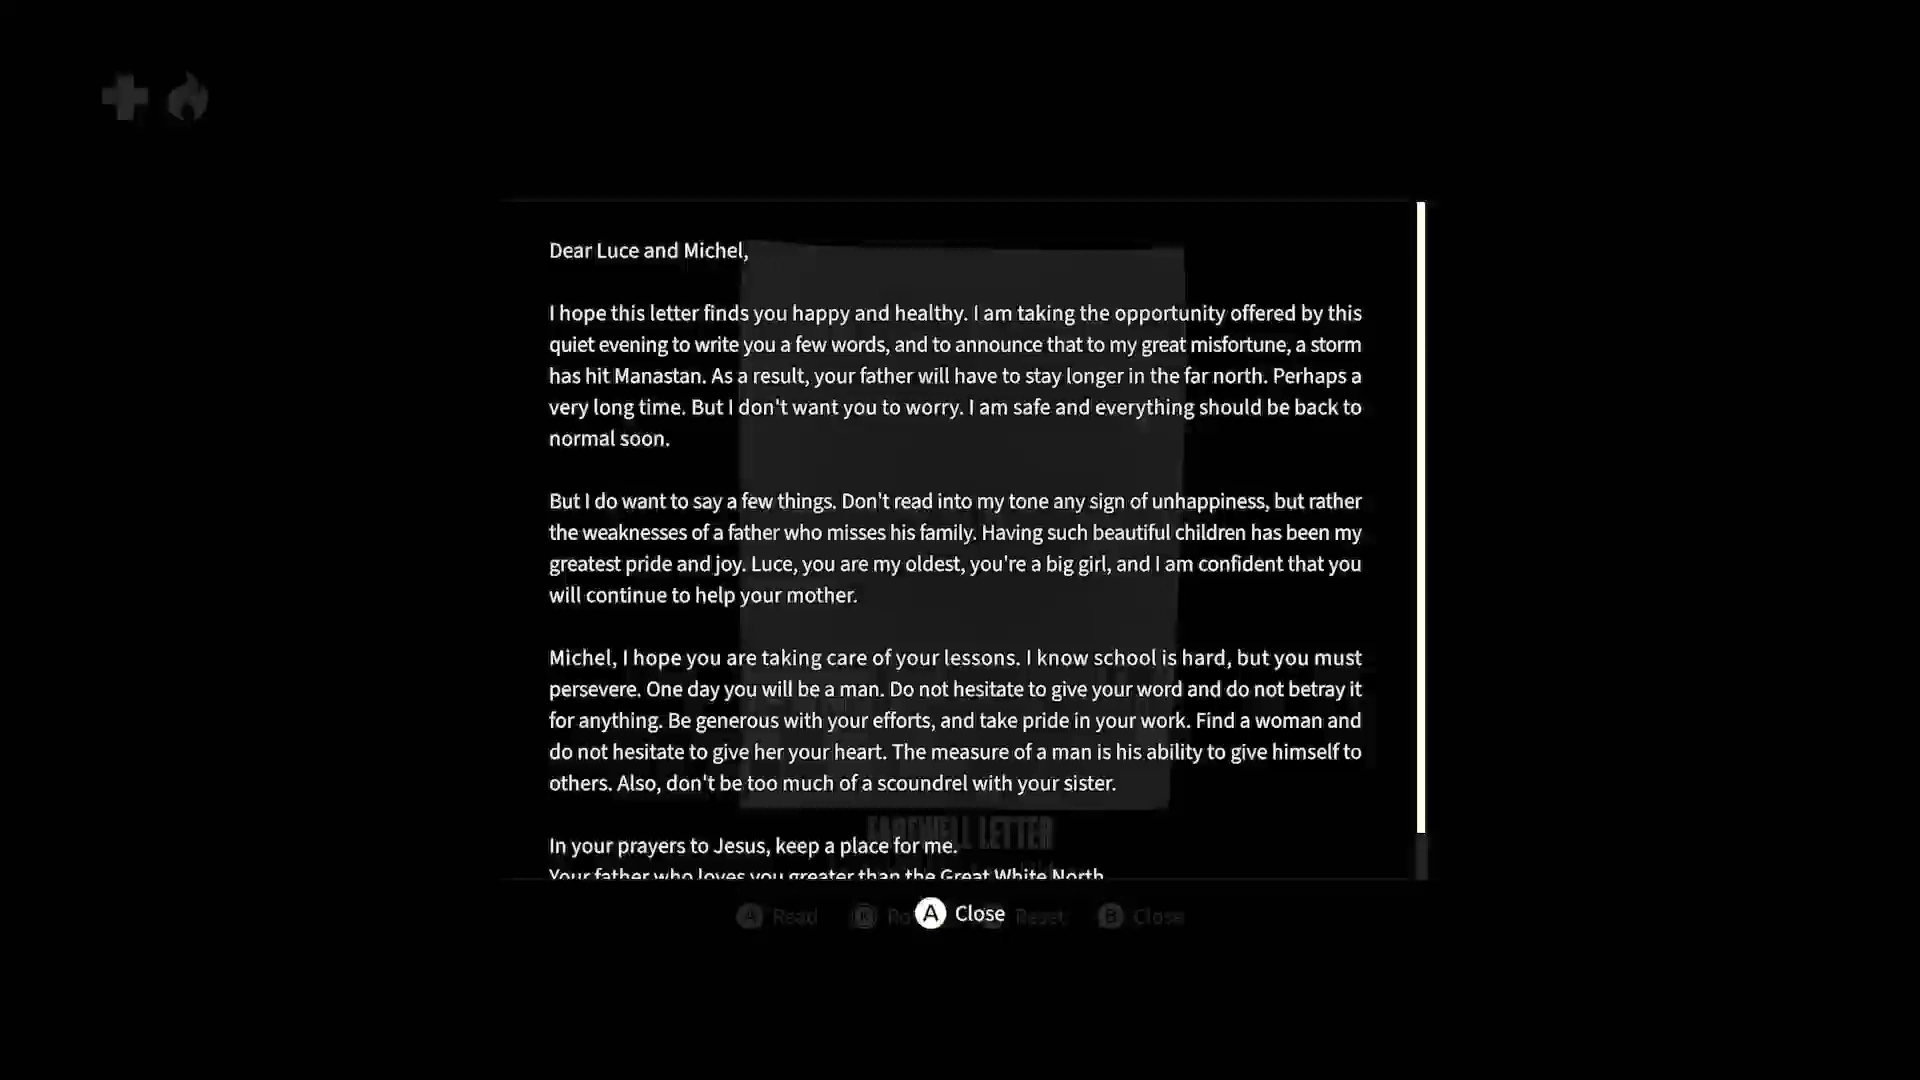 Dear Luce and Michel,
I hope this letter finds you happy and healthy. I am taking the opportunity offered by this
quiet evening to write you a few words, and to announce that to my great misfortune, a storm
has hit Manastan. As a result, your father will have to stay longer in the far north. Perhaps a
very long time. But I don't want you to worry. I am safe and everything should be back to
normal soon.
But I do want to say a few things. Don't read into my tone any sign of unhappiness, but rather
the weaknesses of a father who misses his family. Having such beautiful children has been my
greatest pride and joy. Luce, you are my oldest, you're a big girl, and I am confident that you
will continue to help your mother.
Michel, I hope you are taking care of your lessons. I know school is hard, but you must
persevere. One day you will be a man. Do not hesitate to give your word and do not betray it
for anything. Be generous with your efforts, and take pride in your work. Find a woman and
do not hesitate to give her your heart. The measure of a man is his ability to give himself to
others. Also, don't be too much of a scoundrel with your sister.
FAREWELL LETTER
In your prayers to Jesus, keep a place for me.
Your father who loves you greater than the Great White North
A Read R Ro A Close Reset B Close